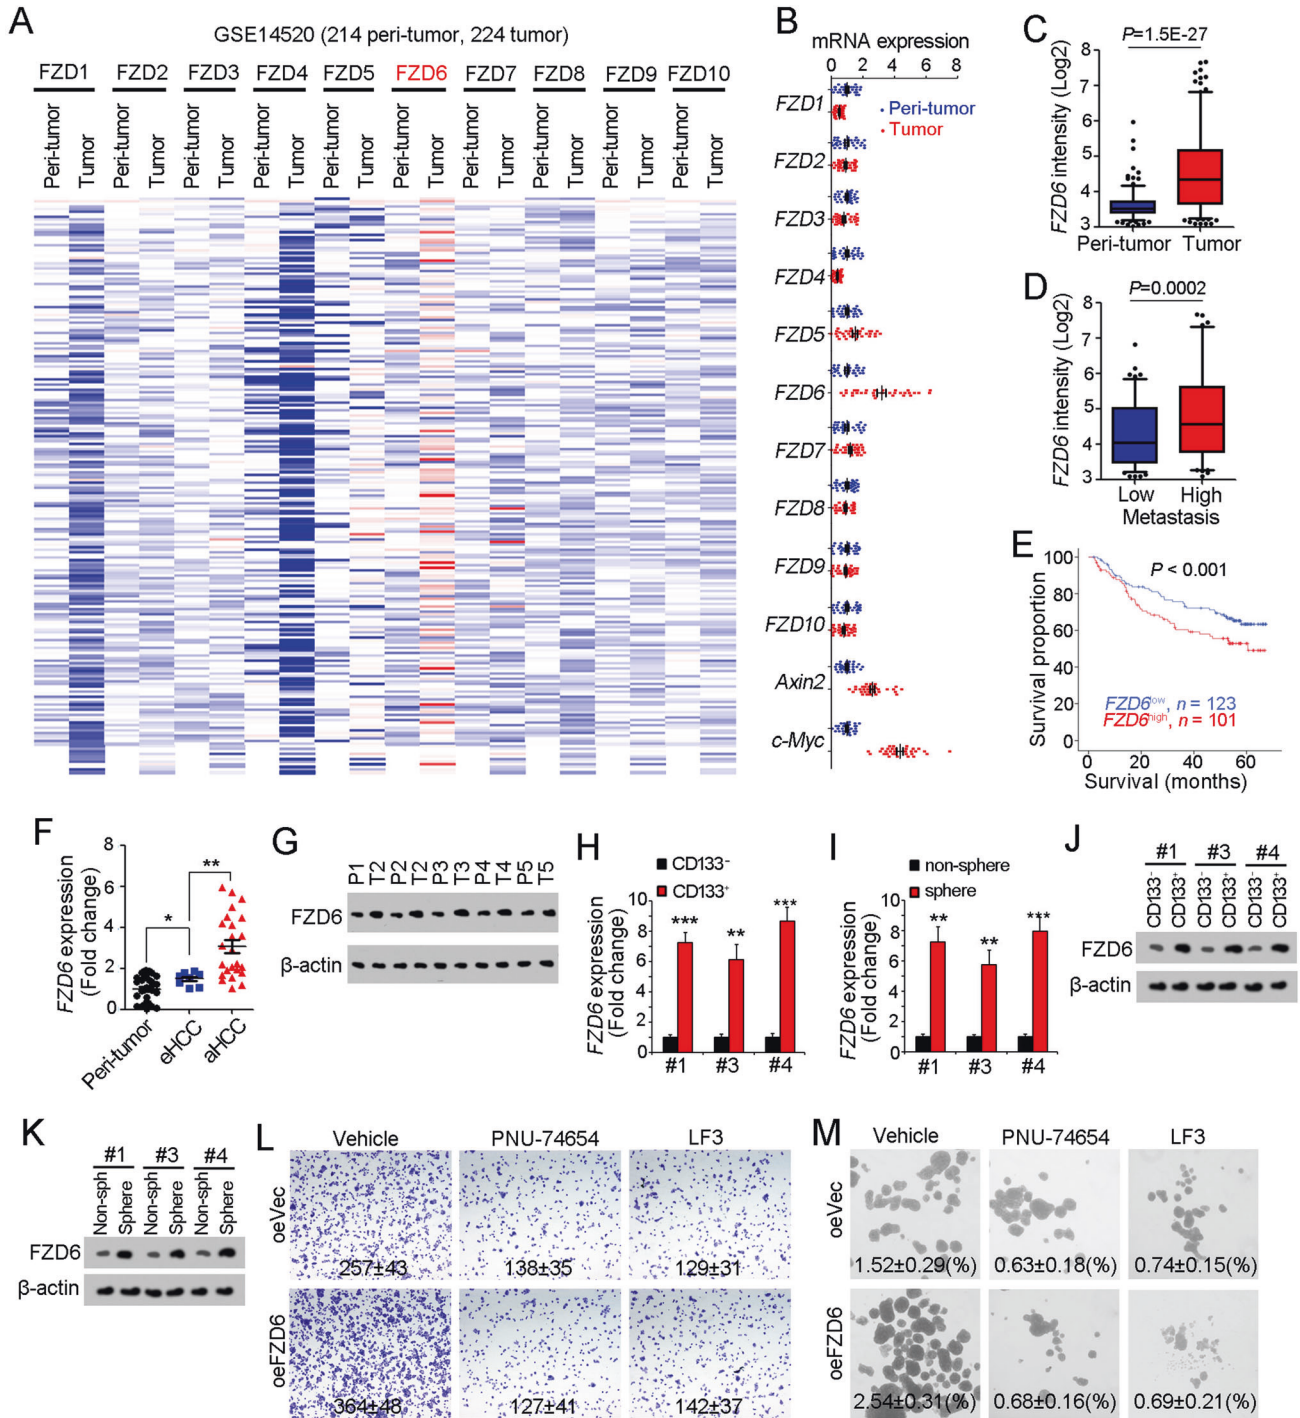 A
GSE14520 (214 peri-tumor, 224 tumor)
FZD1 FZD2 FZD3 FZD4 FZD5 FZD6 FZD7 FZD8 FZD9 FZD10
Peri-tumor Tumor Peri-tumor Tumor Peri-tumor Tumor Peri-tumor Tumor Peri-tumor Tumor Peri-tumor Tumor Peri-tumor Tumor Peri-tumor Tumor Peri-tumor Tumor Peri-tumor Tumor
B
mRNA expression
0 2 4 6 8
Peri-tumor
Tumor
FZD1
FZD2
FZD3
FZD4
FZD5
FZD6
FZD7
FZD8
FZD9
FZD10
Axin2
c-Myc
C
P=1.5E-27
FZD6 intensity (Log2)
8
7
6
5
4
3
Peri-tumor Tumor
D
P=0.0002
FZD6 intensity (Log2)
8
7
6
5
4
3
Low High
Metastasis
E
P < 0.001
Survival proportion
100
80
60
40
20
0
FZD6low, n = 123
FZD6high, n = 101
0 20 40 60
Survival (months)
F
FZD6 expression
(Fold change)
8
6
4
2
0
*
**
Peri-tumor eHCC aHCC
G
P1 T2 P2 T2 P3 T3 P4 T4 P5 T5
FZD6
β-actin
H
CD133-
CD133+
FZD6 expression
(Fold change)
10
8
6
4
2
0
*** ** ***
#1 #3 #4
I
non-sphere
sphere
FZD6 expression
(Fold change)
10
8
6
4
2
0
** ** ***
#1 #3 #4
J
#1 #3 #4
CD133- CD133+ CD133- CD133+ CD133- CD133+
FZD6
β-actin
K
#1 #3 #4
Non-sph Sphere Non-sph Sphere Non-sph Sphere
FZD6
β-actin
L
Vehicle PNU-74654 LF3
oeVec
257±43 138±35 129±31
oeFZD6
364±48 127±41 142±37
M
Vehicle PNU-74654 LF3
oeVec
1.52±0.29(%) 0.63±0.18(%) 0.74±0.15(%)
oeFZD6
2.54±0.31(%) 0.68±0.16(%) 0.69±0.21(%)